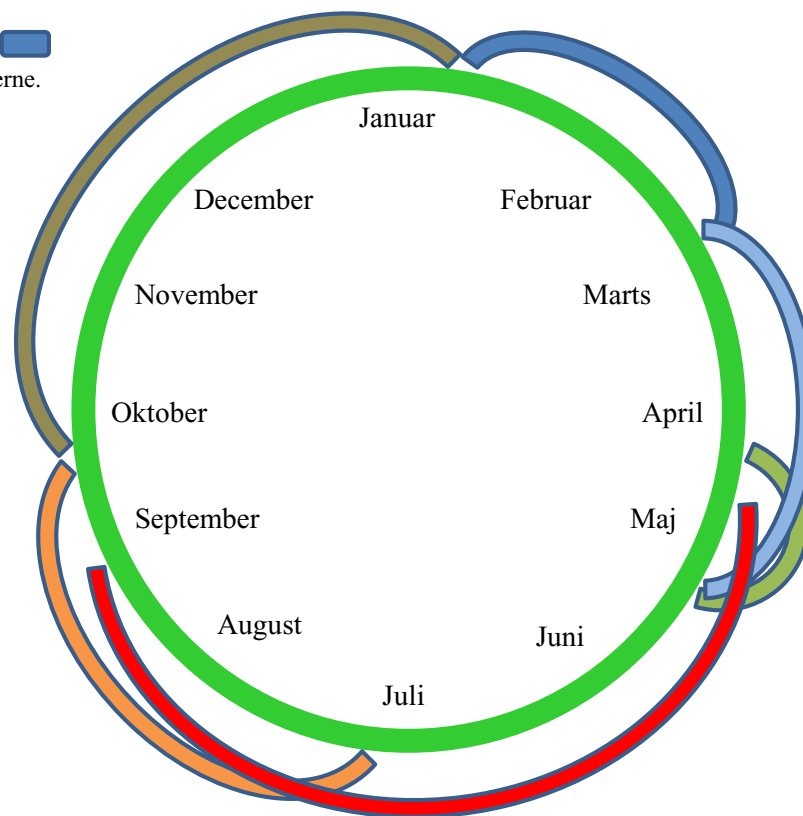 erne.
Januar
December Februar
November Marts
Oktober April
September Maj
August Juni
Juli